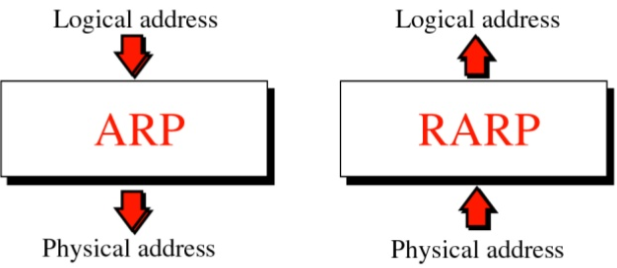 Logical address
ARP
Physical address
Logical address
RARP
Physical address